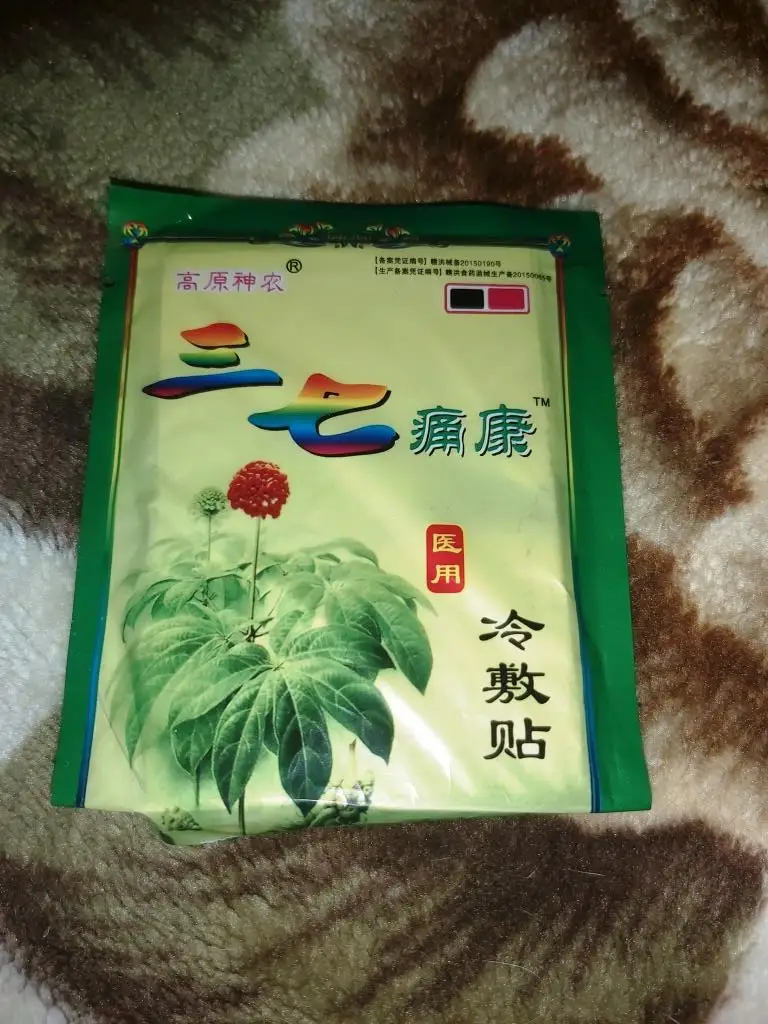 【备案凭证编号】赣洪械备20150190号
【生产备案凭证编号】赣洪食药监械生产备20150065号
高原神农®
三七痛康™
医用
冷敷贴